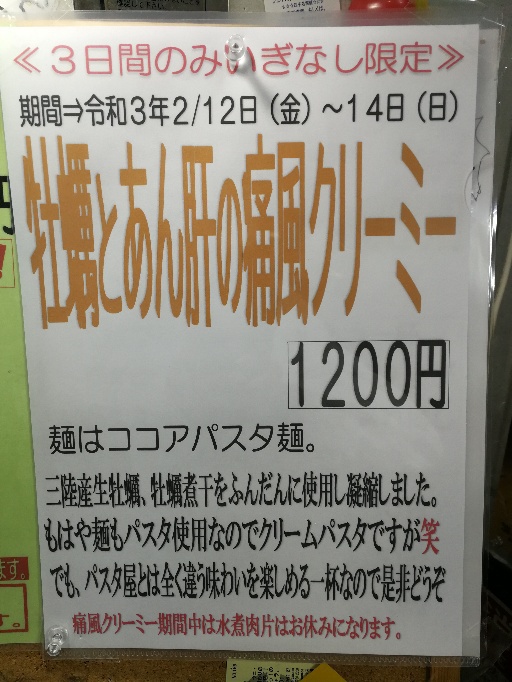 ≪３日間のみいぎなし限定≫
期間⇒令和3年2/12日（金）～14日（日）
牡蠣とあん肝の痛風クリーミー
1200円
麺はココアパスタ麺。
三陸産生牡蠣、牡蠣煮干をふんだんに使用し凝縮しました。
もはや麺もパスタ使用なのでクリームパスタですが笑
でも、パスタ屋とは全く違う味わいを楽しめる一杯なので是非どうぞ
痛風クリーミー期間中は水煮肉片はお休みになります。
ます。
す。